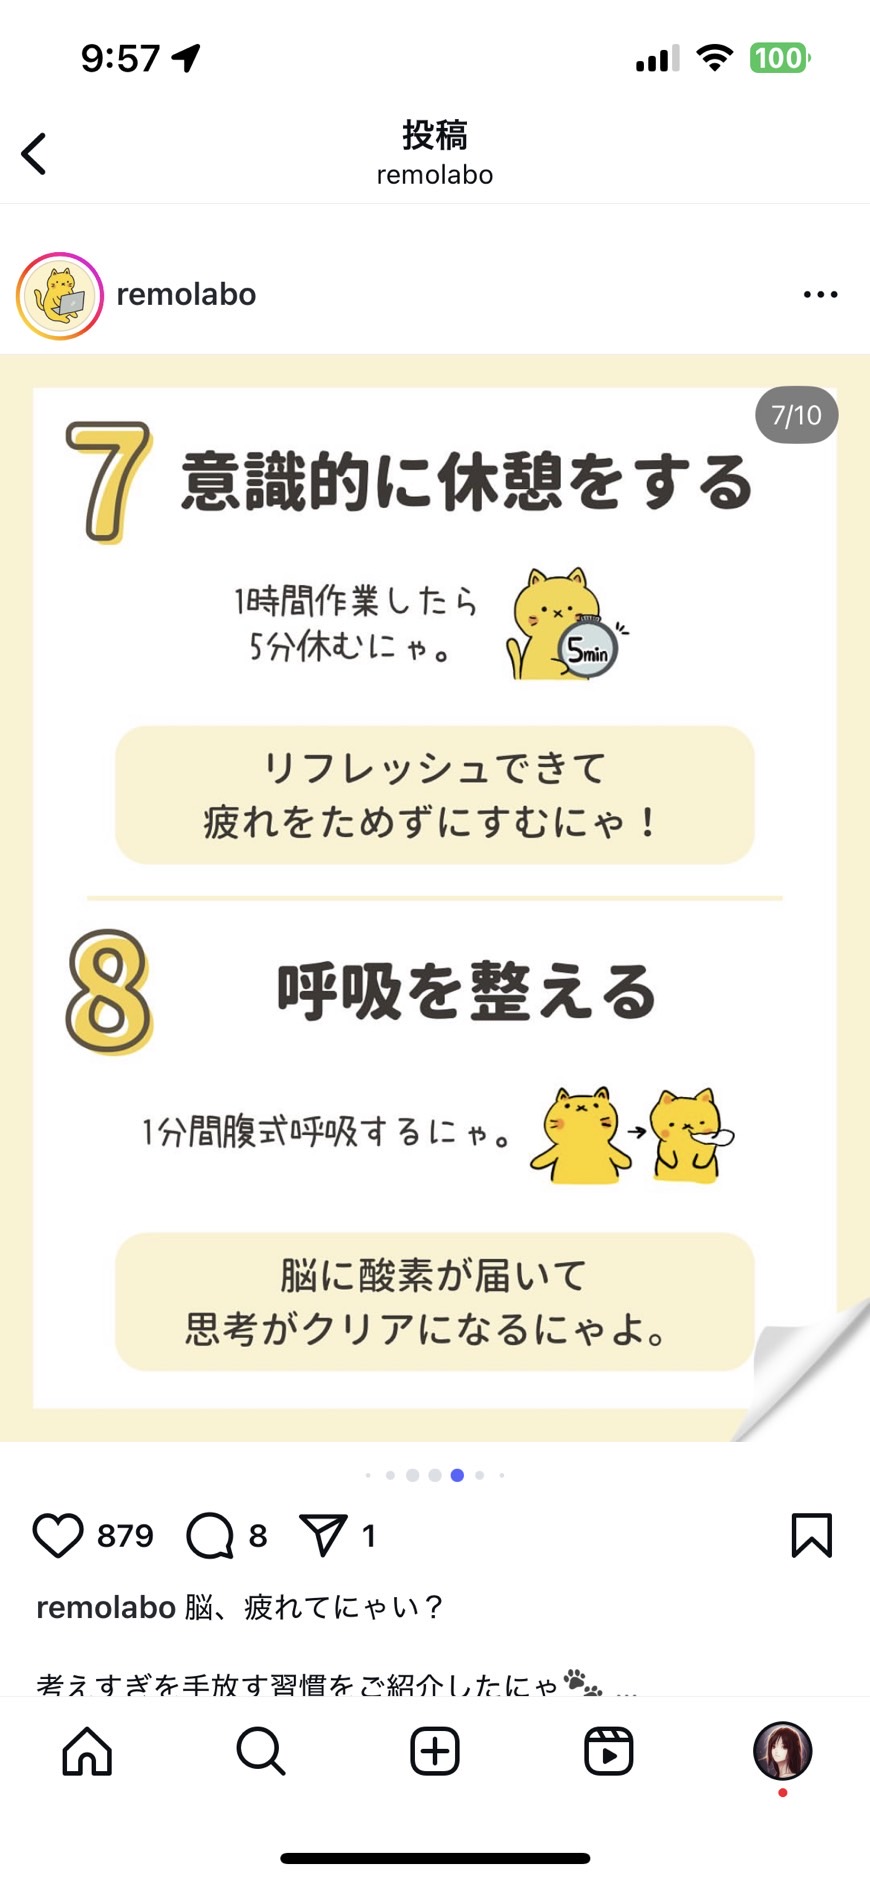 9:57
100
投稿
remolabo
remolabo
7/10
7 意識的に休憩をする
1時間作業したら
5分休むにゃ。
5min
リフレッシュできて
疲れをためずにすむにゃ！
8 呼吸を整える
1分間腹式呼吸するにゃ。
脳に酸素が届いて
思考がクリアになるにゃよ。
879 8 1
remolabo 脳、疲れてにゃい？
考えすぎを手放す習慣をご紹介したにゃ🐾 ...